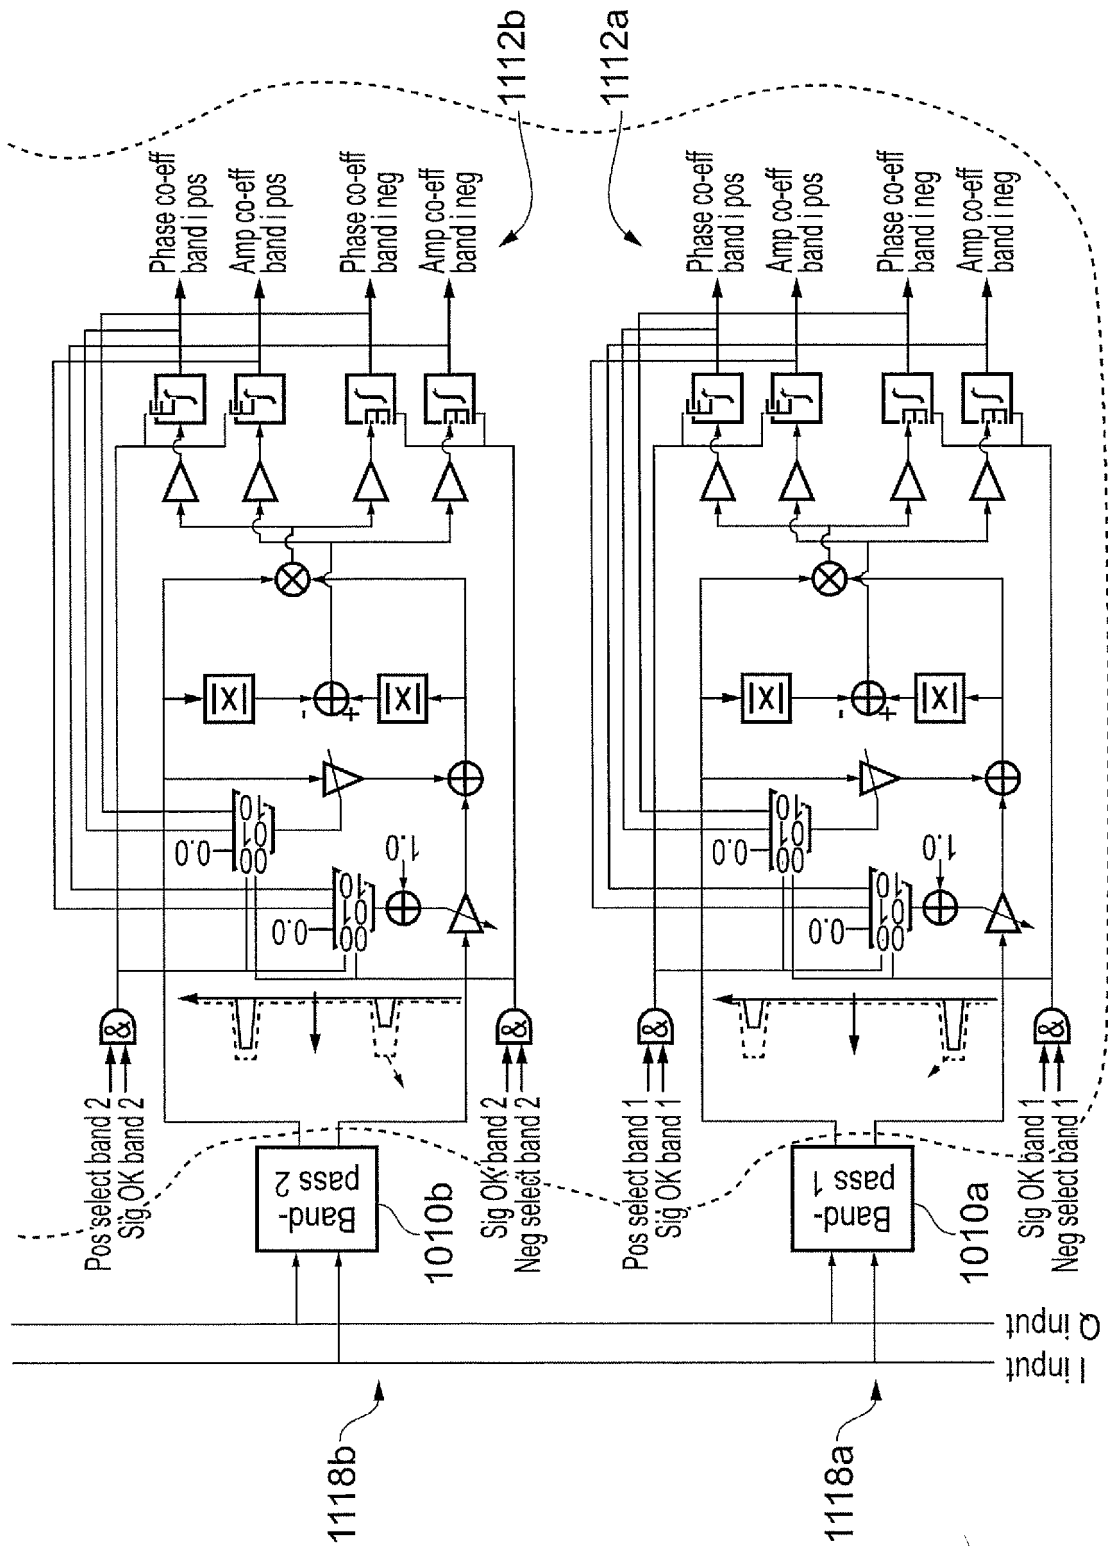 1112b
1112a
Phase co-eff
band i pos
Amp co-eff
band i pos
Phase co-eff
band i neg
Amp co-eff
band i neg
Phase co-eff
band i pos
Amp co-eff
band i pos
Phase co-eff
band i neg
Amp co-eff
band i neg
E
∫
E
∫
E
∫
E
∫
E
∫
E
∫
E
∫
E
∫
|X|
-
+
|X|
|X|
-
+
|X|
0.0
00
01
10
0.0
00
01
10
1.0
0.0
00
01
10
0.0
00
01
10
1.0
&
&
&
&
Pos select band 2
Sig OK band 2
Sig OK band 2
Neg select band 2
Pos select band 1
Sig OK band 1
Sig OK band 1
Neg select band 1
Band-
pass 2
1010b
Band-
pass 1
1010a
Q input
I input
1118b
1118a